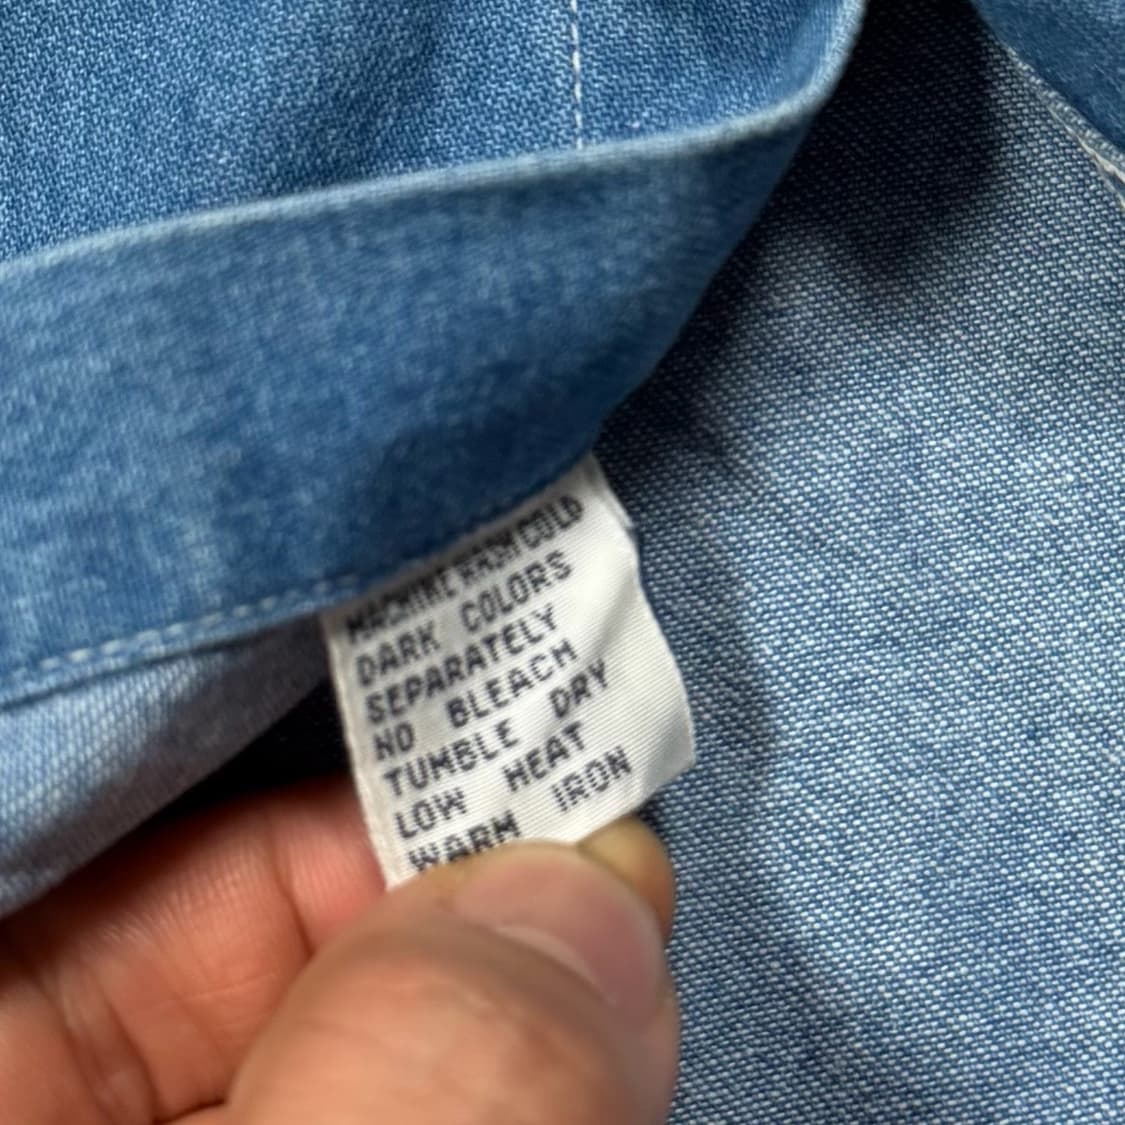 MACHINE WASH COLD
DARK COLORS
SEPARATELY
NO BLEACH
TUMBLE DRY
LOW HEAT
WARM IRON